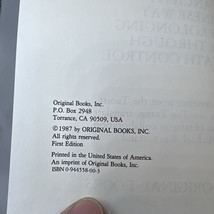 Original Books, Inc.
P.O. Box 2948
Torrance, CA 90509, USA
©1987 by ORIGINAL BOOKS, INC.
All rights reserved.
First Edition
Printed in the United States of America.
An imprint of Original Books, Inc.
ISBN 0-944558-00-3